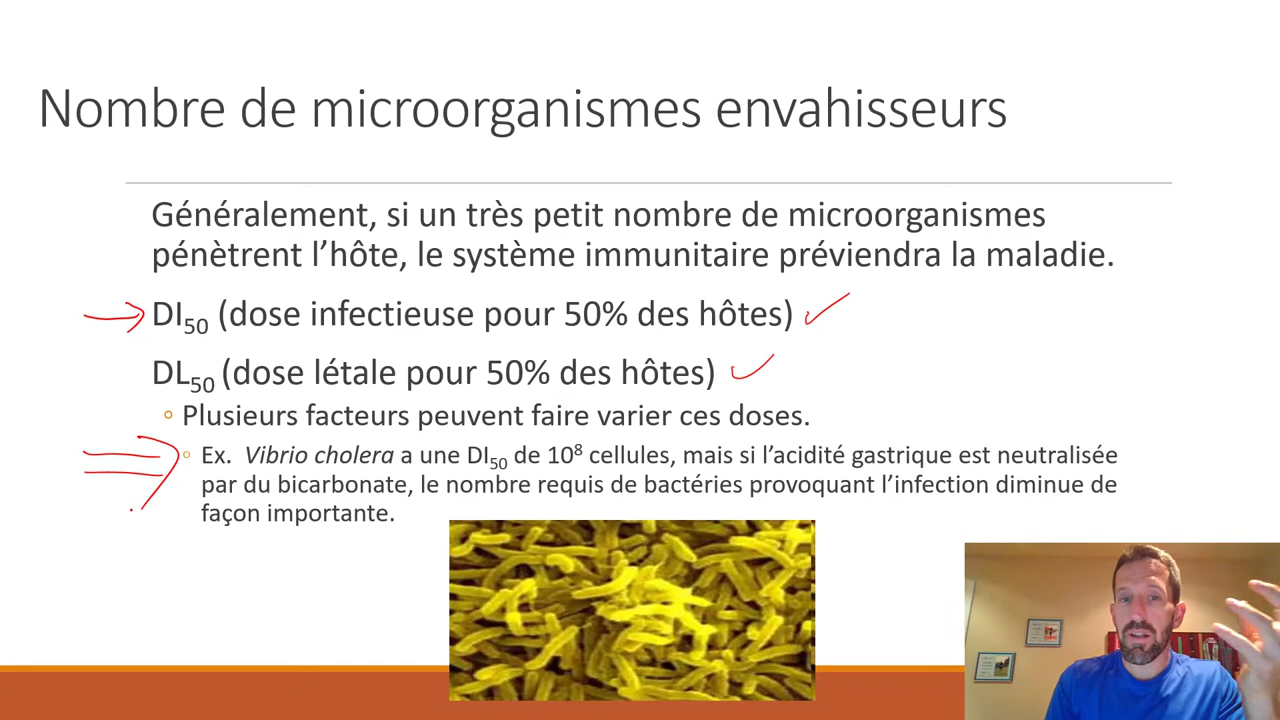 Nombre de microorganismes envahisseurs
Généralement, si un très petit nombre de microorganismes
pénètrent l’hôte, le système immunitaire préviendra la maladie.
DI50 (dose infectieuse pour 50% des hôtes)
DL50 (dose létale pour 50% des hôtes)
◦ Plusieurs facteurs peuvent faire varier ces doses.
◦ Ex. Vibrio cholera a une DI50 de 10⁸ cellules, mais si l’acidité gastrique est neutralisée
par du bicarbonate, le nombre requis de bactéries provoquant l’infection diminue de
façon importante.